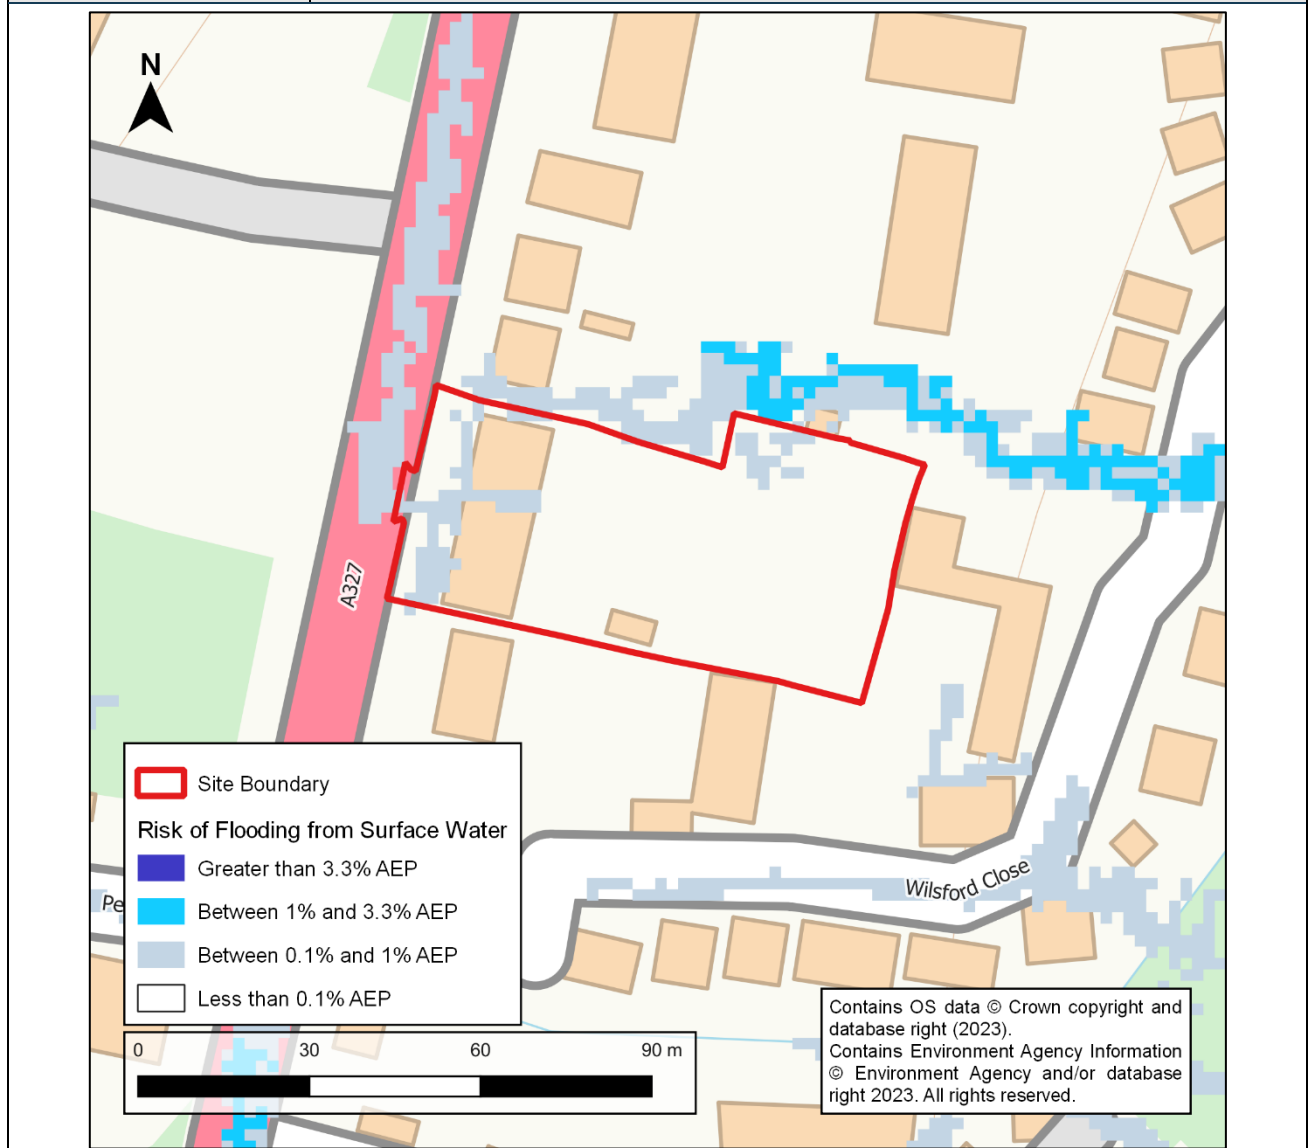 N
A327
Site Boundary
Risk of Flooding from Surface Water
Greater than 3.3% AEP
Between 1% and 3.3% AEP
Between 0.1% and 1% AEP
Less than 0.1% AEP
Pe
Wilsford Close
0 30 60 90 m
Contains OS data © Crown copyright and
database right (2023).
Contains Environment Agency Information
© Environment Agency and/or database
right 2023. All rights reserved.